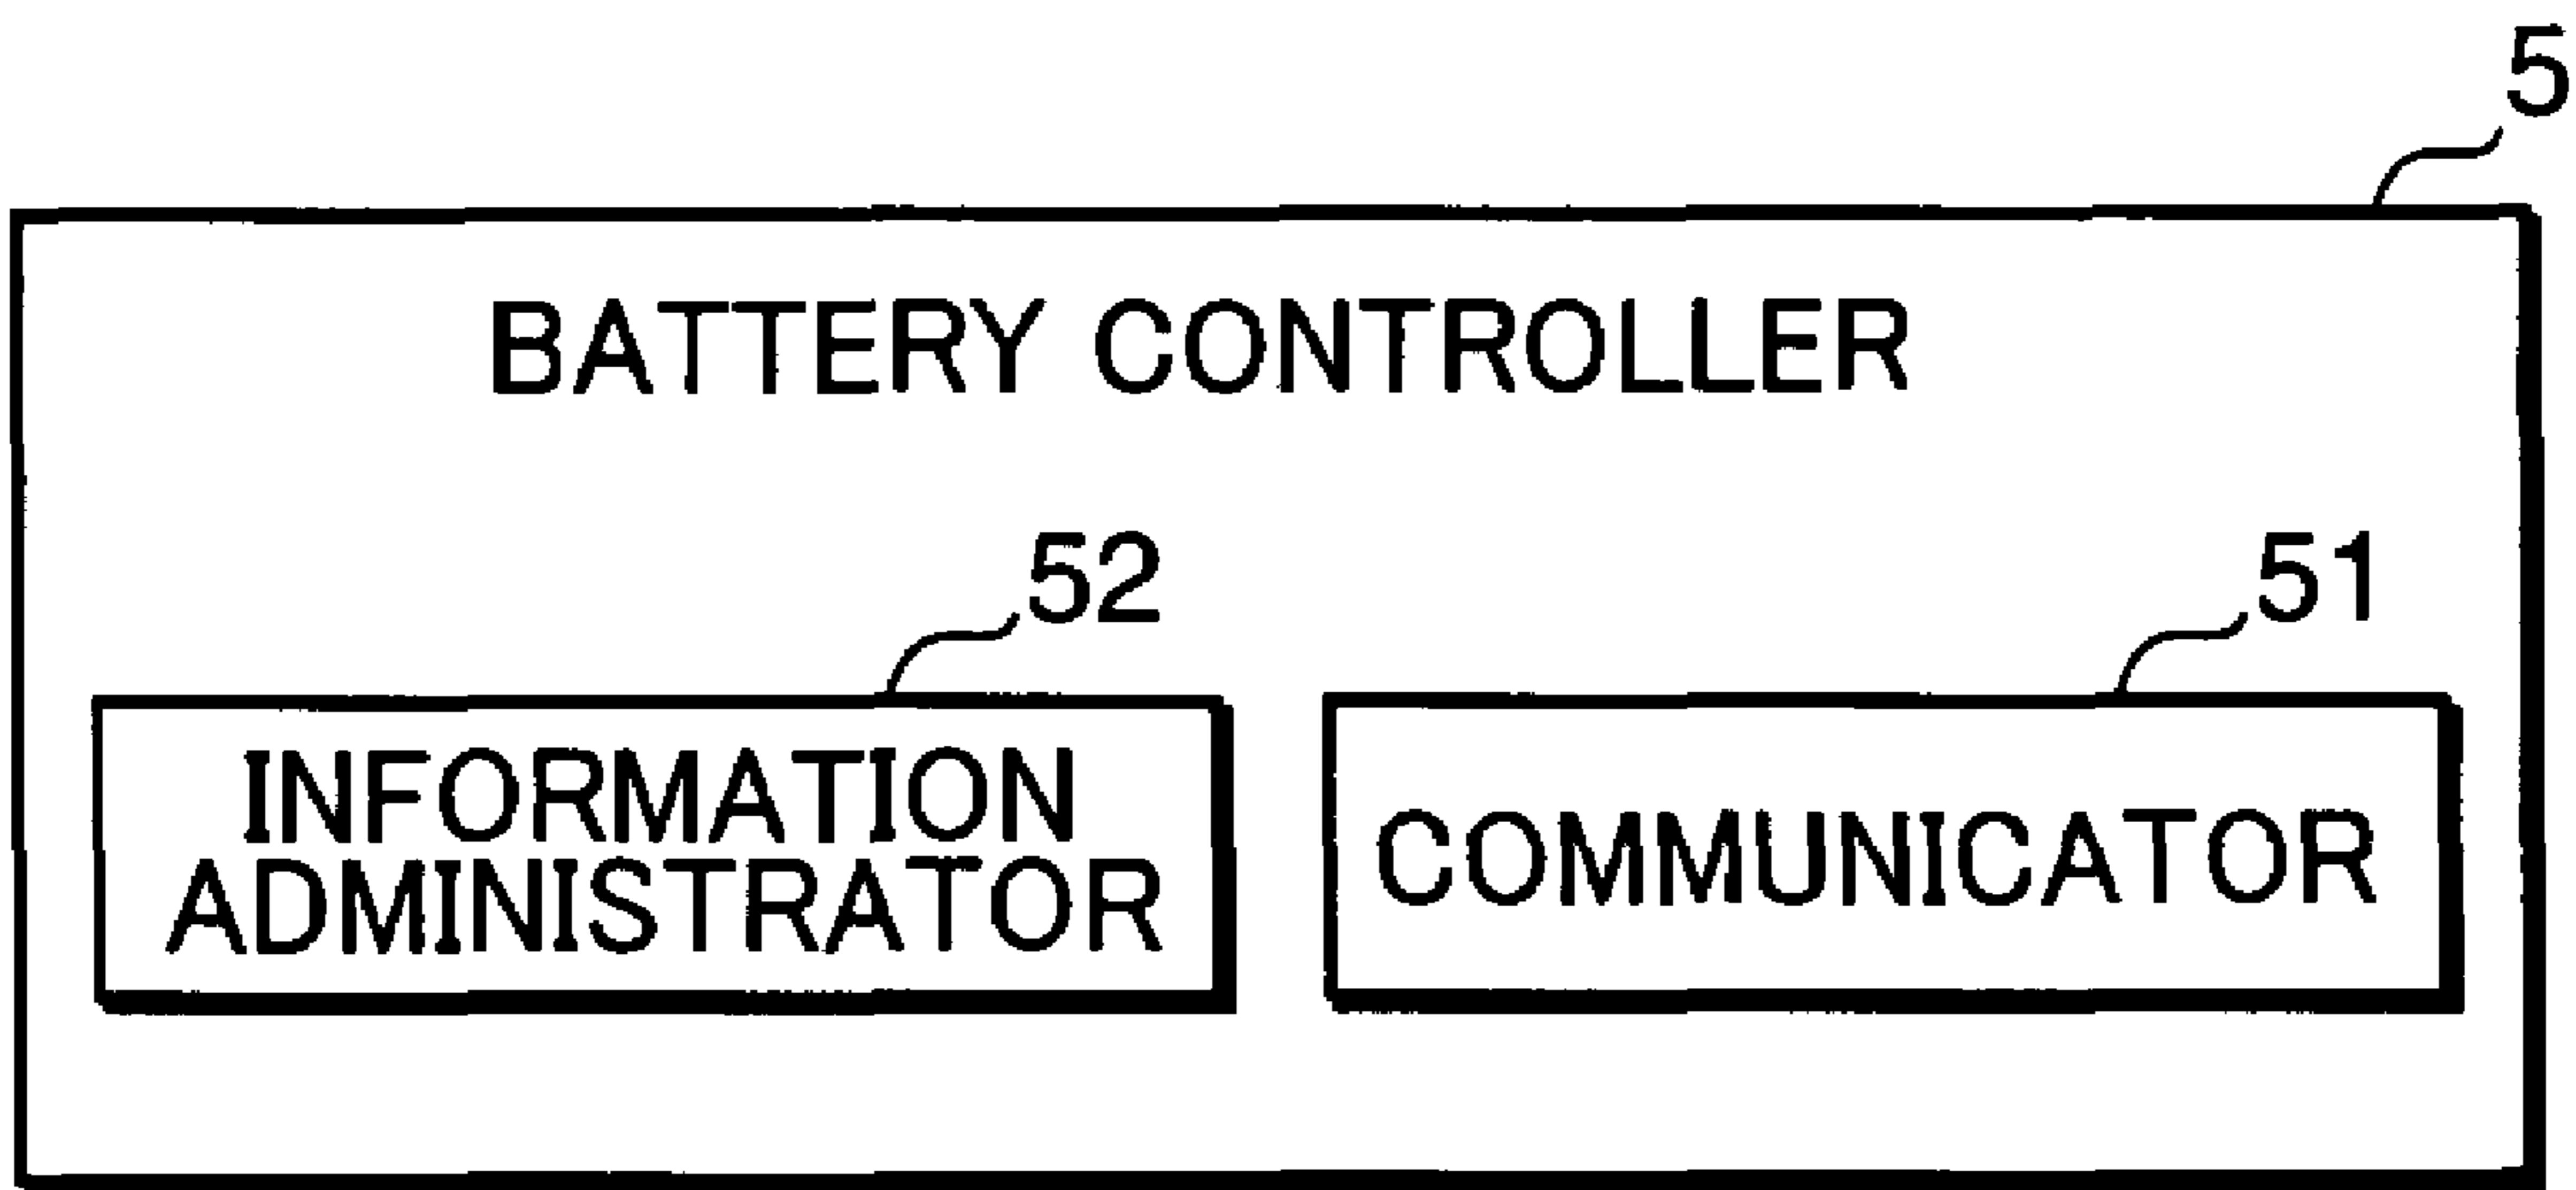 5
BATTERY CONTROLLER
52
51
INFORMATION
ADMINISTRATOR
COMMUNICATOR